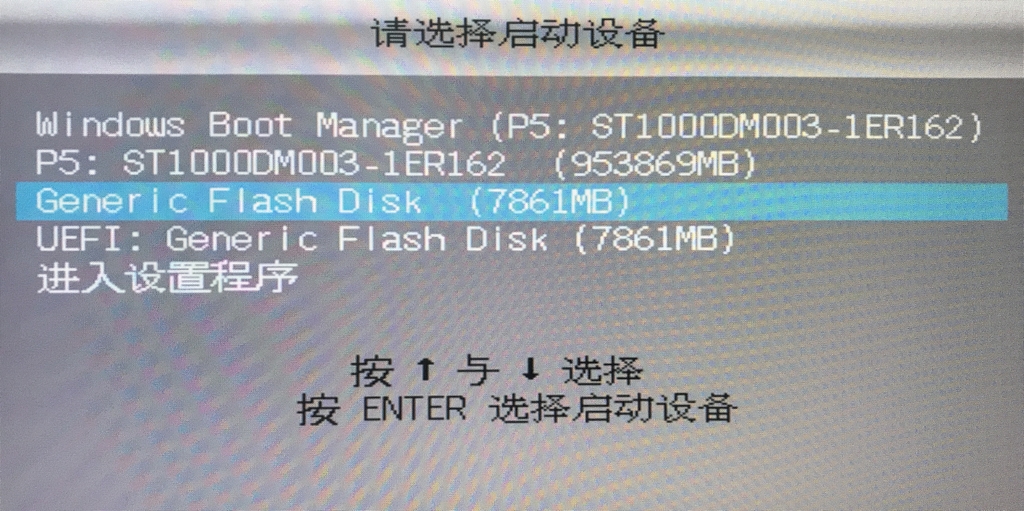 请选择启动设备
Windows Boot Manager (P5: ST1000DM003-1ER162)
P5: ST1000DM003-1ER162 (953869MB)
Generic Flash Disk (7861MB)
UEFI: Generic Flash Disk (7861MB)
进入设置程序
按 ↑ 与 ↓ 选择
按 ENTER 选择启动设备